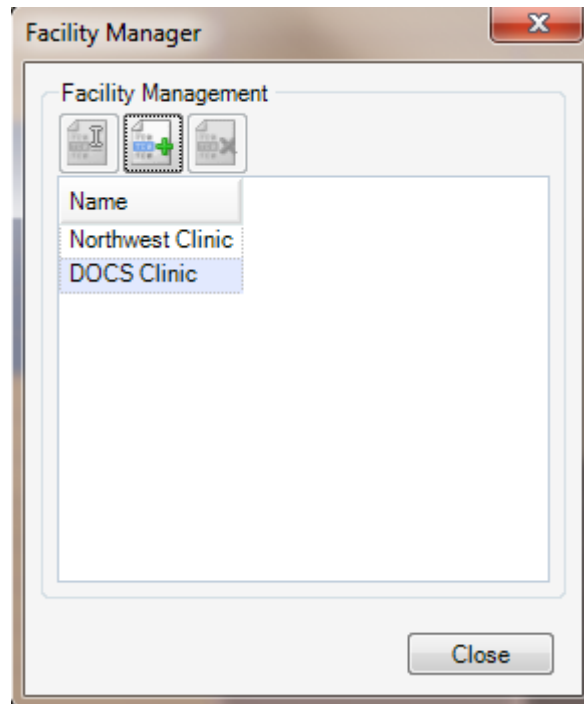 Facility Manager
Facility Management
Name
Northwest Clinic
DOCS Clinic
Close